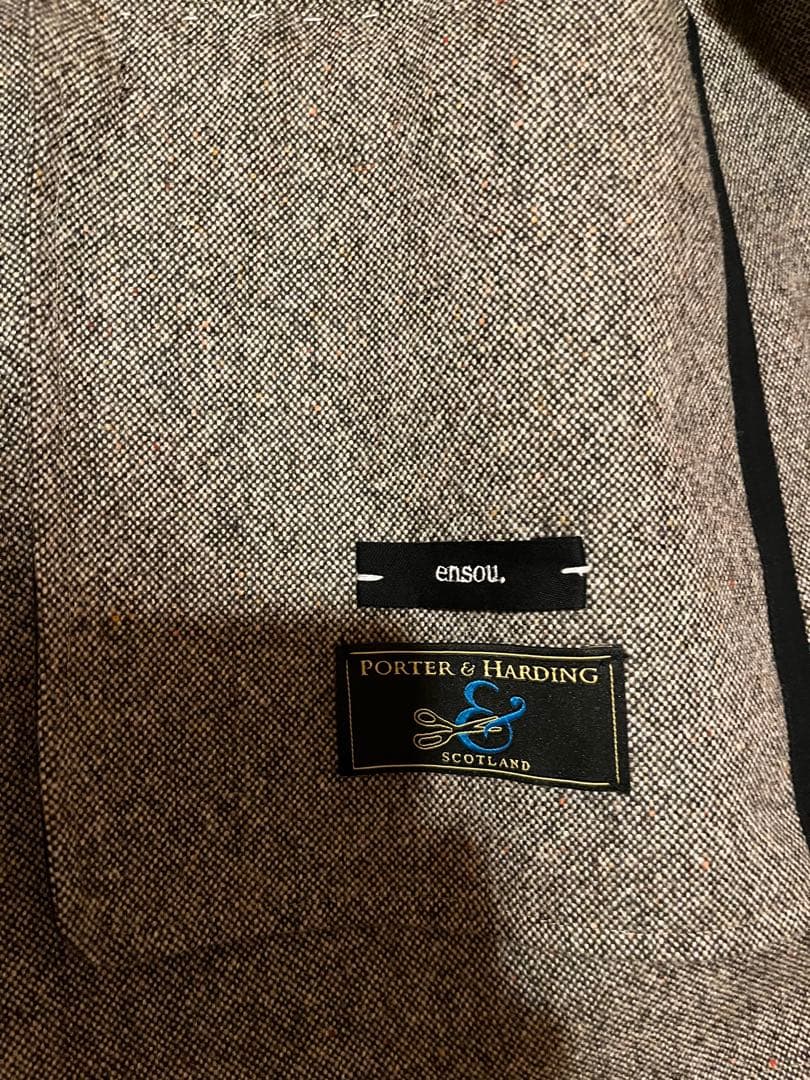 ensou.
PORTER & HARDING
&
SCOTLAND